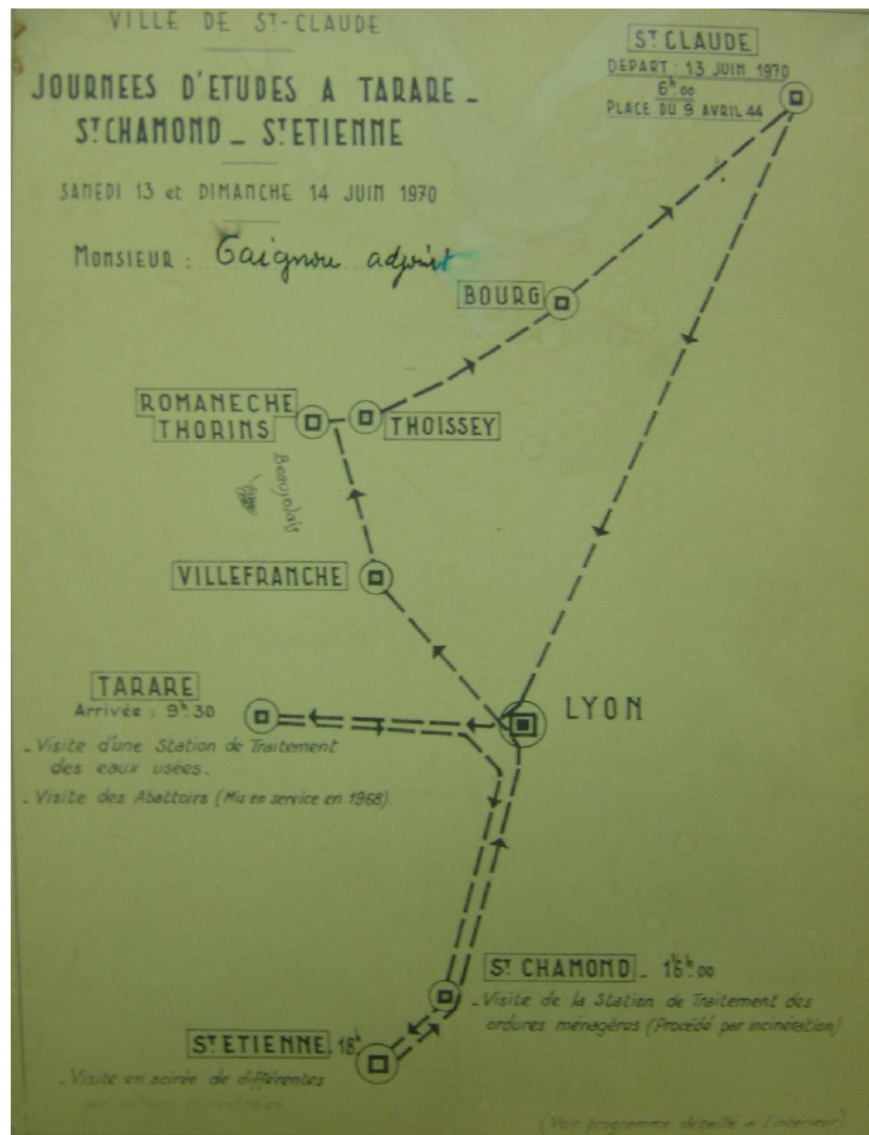 VILLE DE ST-CLAUDE
JOURNEES D'ETUDES A TARARE -
ST CHAMOND - ST ETIENNE
SAMEDI 13 et DIMANCHE 14 JUIN 1970
MONSIEUR : Gaignou adjoint
ST CLAUDE
DEPART : 13 JUIN 1970
6h.00
PLACE DU 9 AVRIL 44
BOURG
ROMANECHE
THORINS
THOISSEY
Beaujolais
VILLEFRANCHE
TARARE
Arrivée : 9h.30
- Visite d'une Station de Traitement
des eaux usées.
- Visite des Abattoirs (Mis en service en 1968).
LYON
ST CHAMOND - 16h.00
- Visite de la Station de Traitement des
ordures ménagères (Procédé par incinération)
ST ETIENNE. 18h.
- Visite en soirée de différentes
(Voir programme détaillé à l'intérieur)